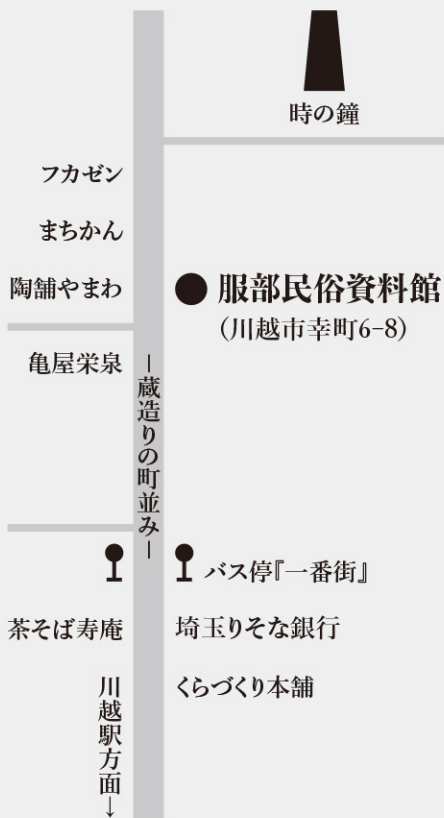 時の鐘
フカゼン
まちかん
陶舗やまわ
● 服部民俗資料館
(川越市幸町6-8)
亀屋栄泉
－蔵造りの町並み－
バス停『一番街』
茶そば寿庵
埼玉りそな銀行
くらづくり本舗
川越駅方面→